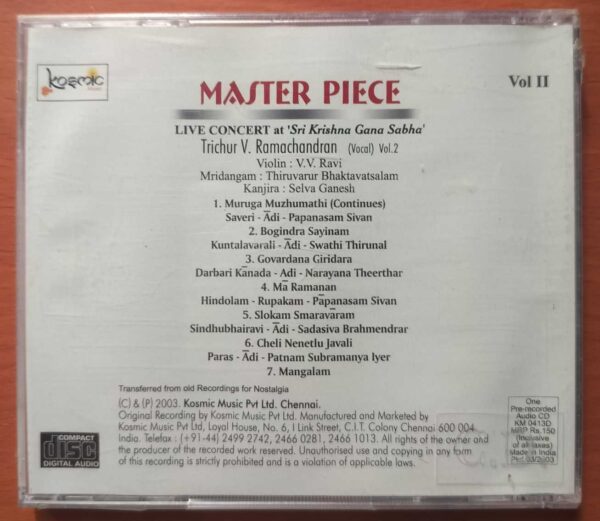 Kosmic
Music
MASTER PIECE
Vol II
LIVE CONCERT at 'Sri Krishna Gana Sabha'
Trichur V. Ramachandran (Vocal) Vol.2
Violin : V.V. Ravi
Mridangam : Thiruvarur Bhaktavatsalam
Kanjira : Selva Ganesh
1. Muruga Muzhumathi (Continues)
Saveri - Ādi - Papanasam Sivan
2. Bogindra Sayinam
Kuntalavarali - Ādi - Swathi Thirunal
3. Govardana Giridara
Darbari Kānada - Adi - Narayana Theerthar
4. Mā Ramanan
Hindolam - Rupakam - Pāpanasam Sivan
5. Slokam Smaravāram
Sindhubhairavi - Ādi - Sadasiva Brahmendrar
6. Cheli Nenetlu Javali
Paras - Ādi - Patnam Subramanya Iyer
7. Mangalam
Transferred from old Recordings for Nostalgia
(C) & (P) 2003. Kosmic Music Pvt Ltd. Chennai.
Original Recording by Kosmic Music Pvt Ltd. Manufactured and Marketed by
Kosmic Music Pvt Ltd, Loyal House, No. 6, I Link Street, C.I.T. Colony Chennai 600 004.
India. Telefax : (+91-44) 2499 2742, 2466 0281, 2466 1013. All rights of the owner and
the producer of the recorded work reserved. Unauthorised use and copying in any form
of this recording is strictly prohibited and is a violation of applicable laws.
COMPACT
disc
DIGITAL AUDIO
One
Pre-recorded
Audio CD
KM 0413D
MRP Rs.150
(Inclusive
of all taxes)
Made in India
03/2003